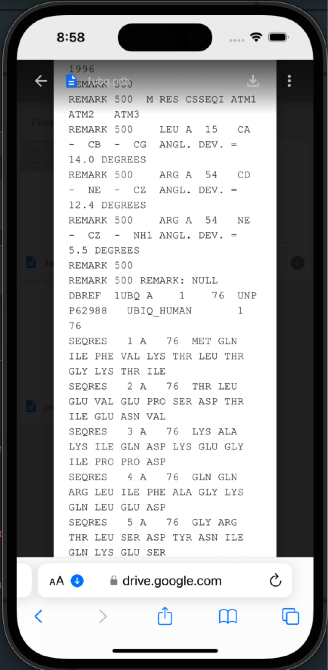 8:58
1996
1ubq.pdb
REMARK 500
REMARK 500  M RES CSSEQI ATM1
ATM2   ATM3
REMARK 500    LEU A  15   CA
-  CB  -  CG  ANGL. DEV. =
14.0 DEGREES
REMARK 500    ARG A  54   CD
-  NE  -  CZ  ANGL. DEV. =
12.4 DEGREES
REMARK 500    ARG A  54   NE
-  CZ  -  NH1 ANGL. DEV. =
5.5 DEGREES
REMARK 500
REMARK 500 REMARK: NULL
DBREF  1UBQ A    1    76  UNP
P62988   UBIQ_HUMAN       1
76
SEQRES   1 A   76  MET GLN
ILE PHE VAL LYS THR LEU THR
GLY LYS THR ILE
SEQRES   2 A   76  THR LEU
GLU VAL GLU PRO SER ASP THR
ILE GLU ASN VAL
SEQRES   3 A   76  LYS ALA
LYS ILE GLN ASP LYS GLU GLY
ILE PRO PRO ASP
SEQRES   4 A   76  GLN GLN
ARG LEU ILE PHE ALA GLY LYS
GLN LEU GLU ASP
SEQRES   5 A   76  GLY ARG
THR LEU SER ASP TYR ASN ILE
GLN LYS GLU SER
AA drive.google.com